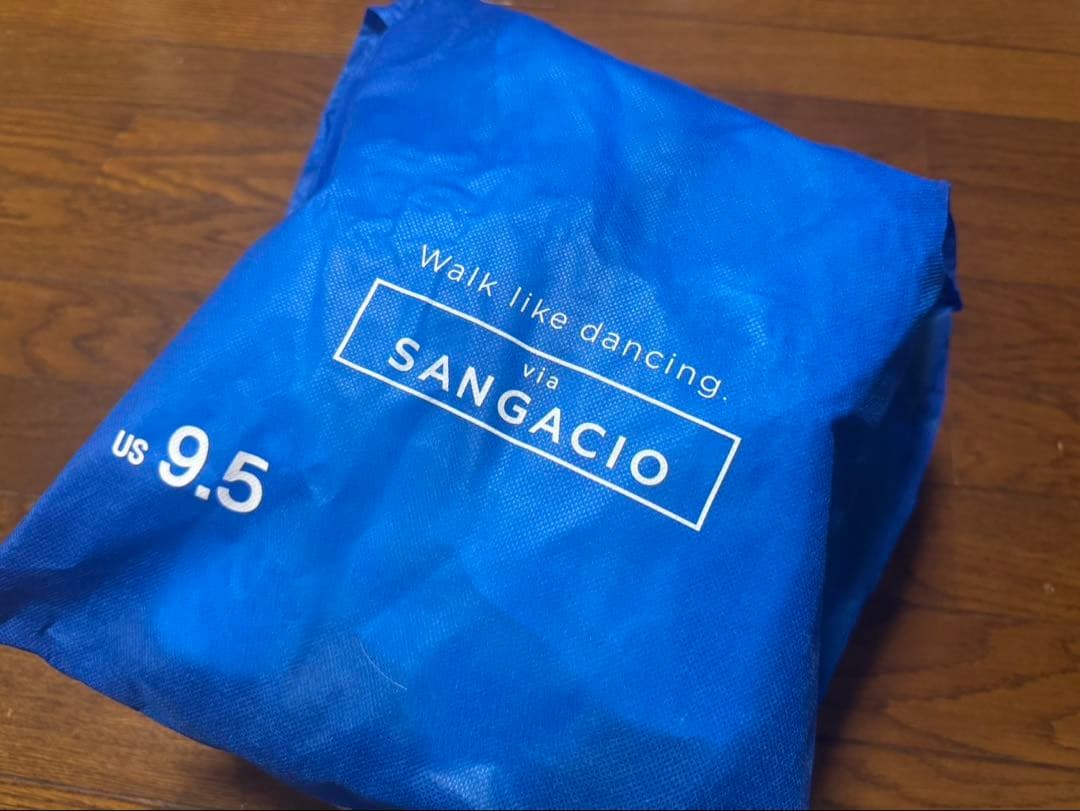 Walk like dancing.
via
SANGACIO
US 9.5